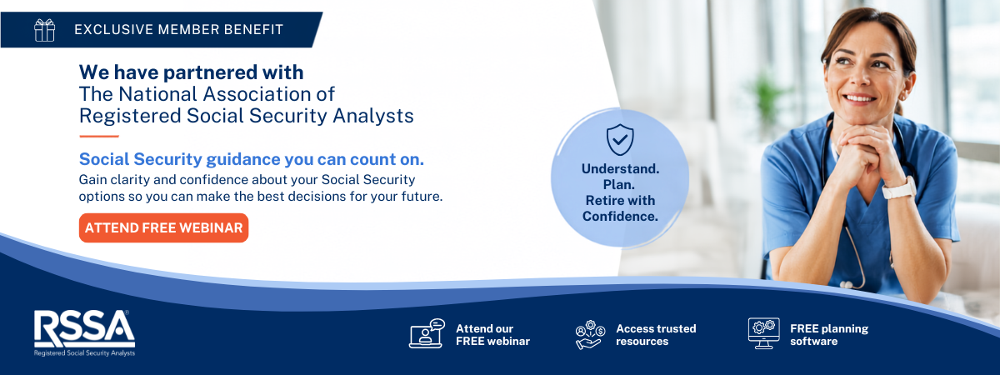 EXCLUSIVE MEMBER BENEFIT
We have partnered with
The National Association of
Registered Social Security Analysts
Social Security guidance you can count on.
Gain clarity and confidence about your Social Security
options so you can make the best decisions for your future.
ATTEND FREE WEBINAR
Understand.
Plan.
Retire with
Confidence.
RSSA
Registered Social Security Analysts
Attend our
FREE webinar
Access trusted
resources
FREE planning
software